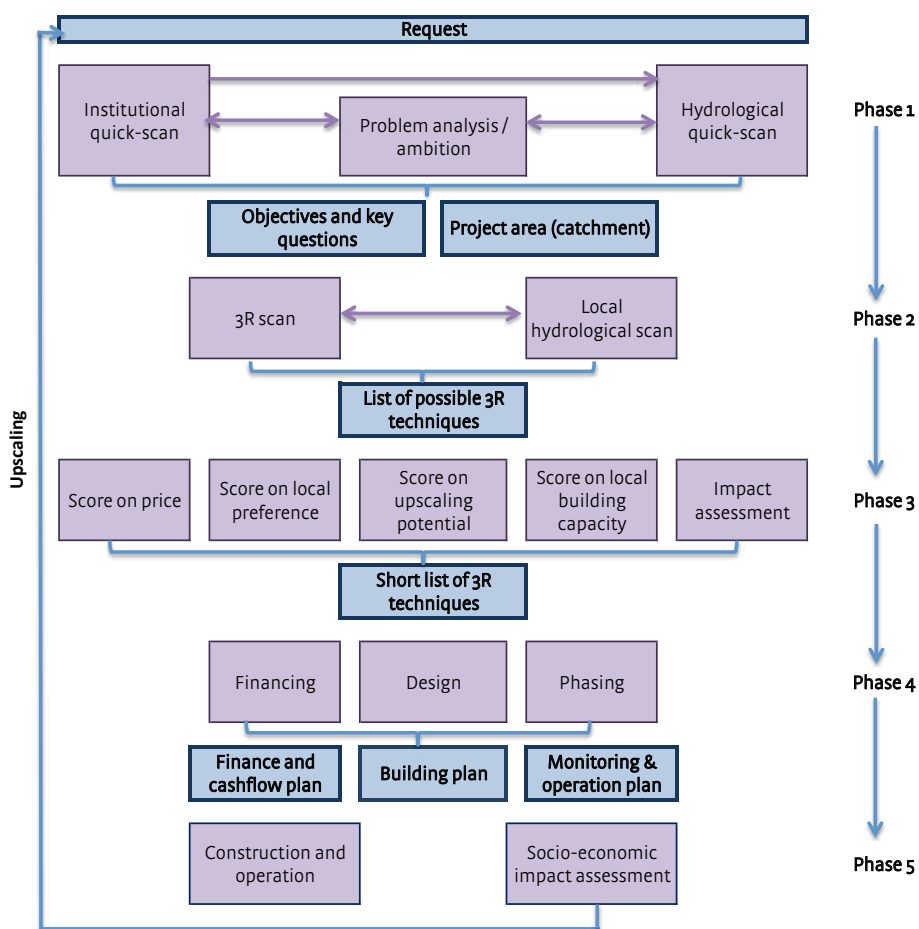 Request
Institutional
quick-scan
Problem analysis /
ambition
Hydrological
quick-scan
Phase 1
Objectives and key
questions
Project area (catchment)
3R scan
Local
hydrological scan
Phase 2
List of possible 3R
techniques
Upscaling
Score on price
Score on local
preference
Score on
upscaling
potential
Score on local
building
capacity
Impact
assessment
Phase 3
Short list of 3R
techniques
Financing
Design
Phasing
Phase 4
Finance and
cashflow plan
Building plan
Monitoring &
operation plan
Construction and
operation
Socio-economic
impact assessment
Phase 5